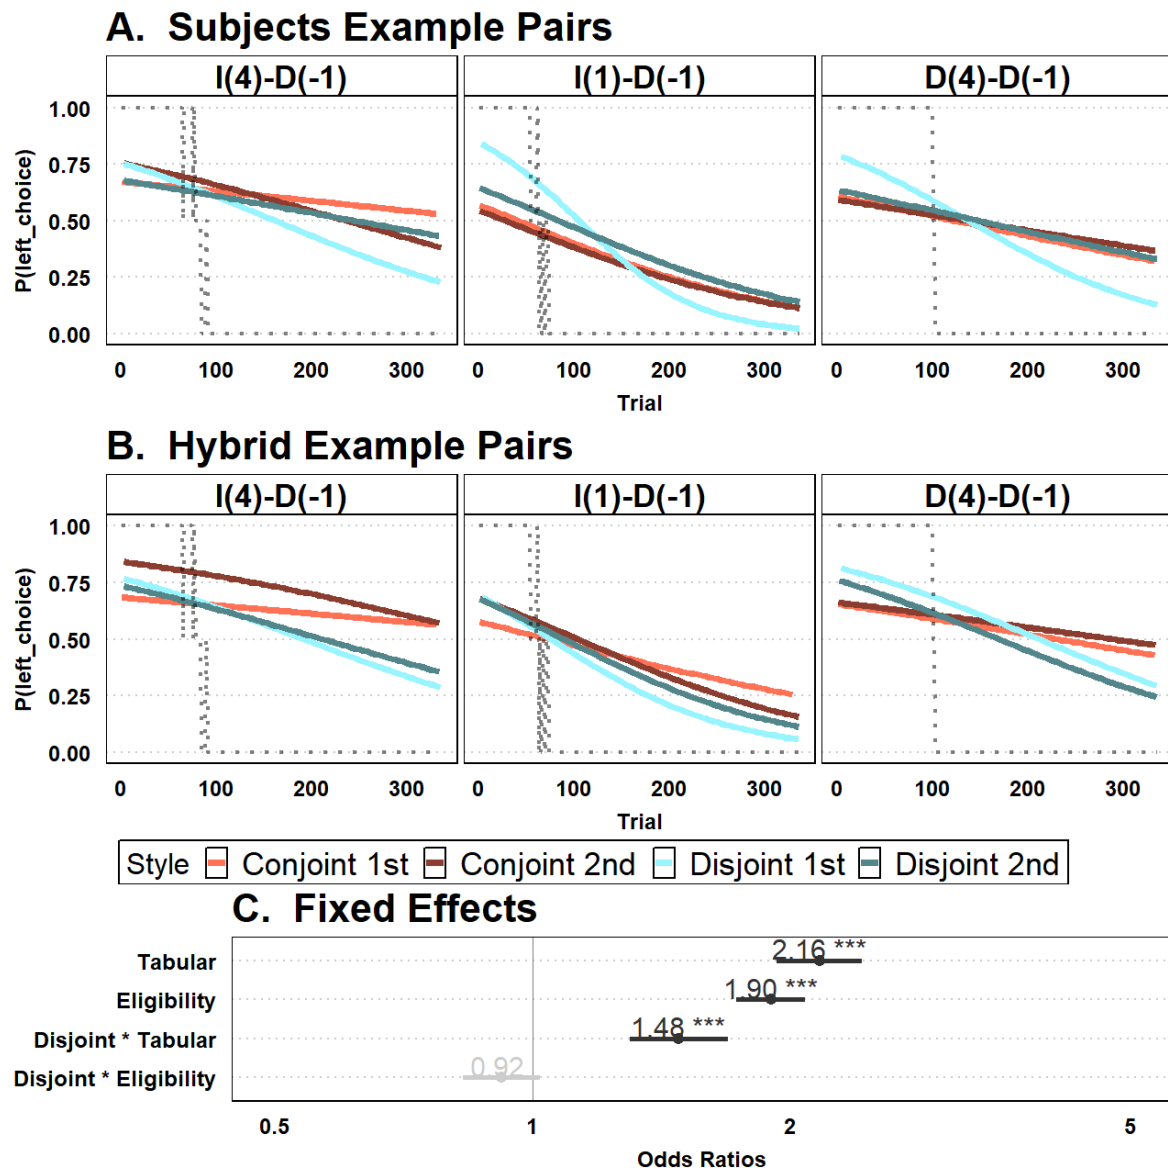 A.  Subjects Example Pairs
I(4)-D(-1) I(1)-D(-1) D(4)-D(-1)
P(left_choice)
1.00
0.75
0.50
0.25
0.00
0 100 200 300 0 100 200 300 0 100 200 300
Trial
B.  Hybrid Example Pairs
I(4)-D(-1) I(1)-D(-1) D(4)-D(-1)
P(left_choice)
1.00
0.75
0.50
0.25
0.00
0 100 200 300 0 100 200 300 0 100 200 300
Trial
Style Conjoint 1st Conjoint 2nd Disjoint 1st Disjoint 2nd
C.  Fixed Effects
Tabular 2.16 ***
Eligibility 1.90 ***
Disjoint * Tabular 1.48 ***
Disjoint * Eligibility 0.92
0.5 1 2 5
Odds Ratios